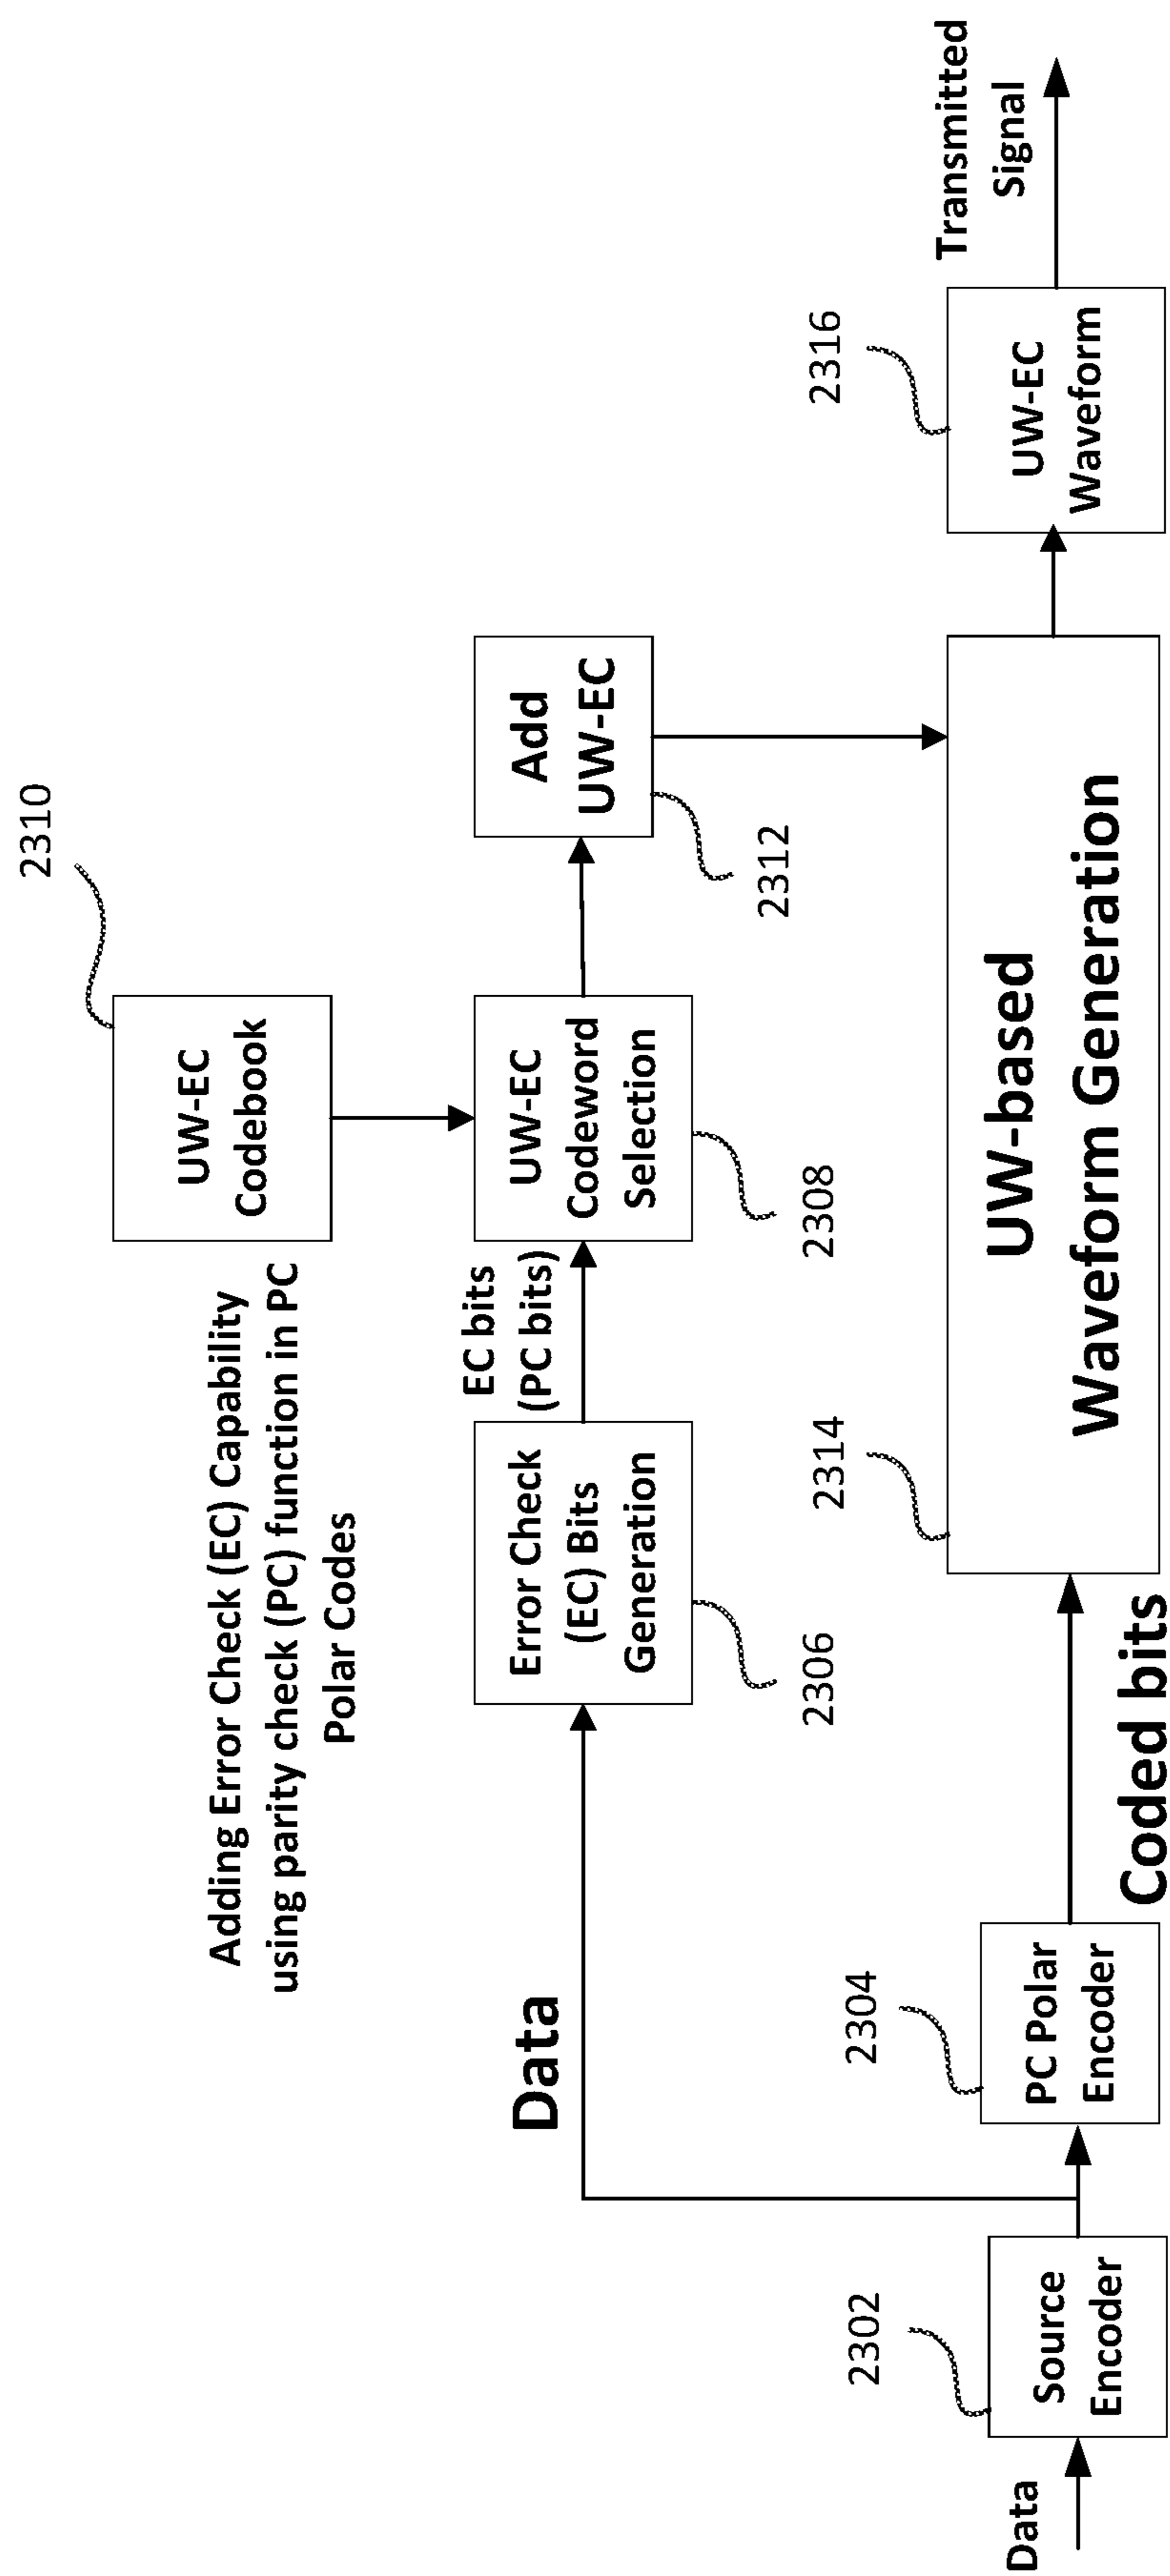 2310
UW-EC
Codebook
Adding Error Check (EC) Capability
using parity check (PC) function in PC
Polar Codes
Data
Error Check
(EC) Bits
Generation
2306
EC bits
(PC bits)
UW-EC
Codeword
Selection
2308
Add
UW-EC
2312
Data
2302
Source
Encoder
2304
PC Polar
Encoder
Coded bits
2314
UW-based
Waveform Generation
2316
UW-EC
Waveform
Transmitted
Signal